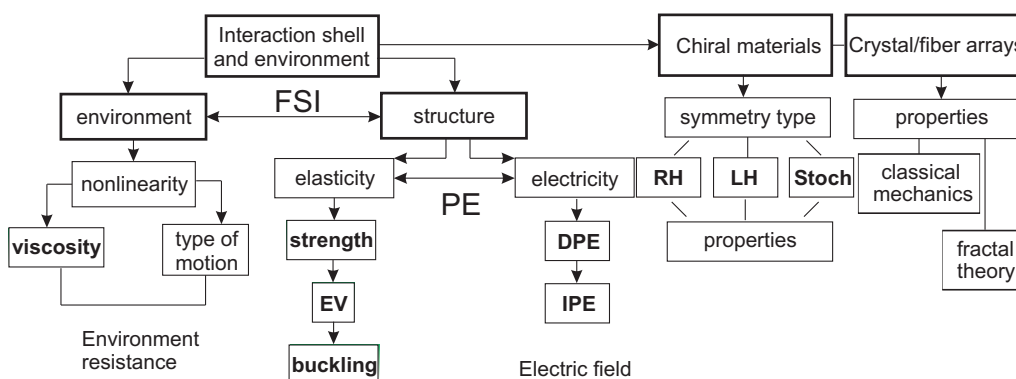 Interaction shell
and environment
Chiral materials
Crystal/fiber arrays
environment
FSI
structure
symmetry type
properties
nonlinearity
elasticity
PE
electricity
RH
LH
Stoch
classical
mechanics
viscosity
type of
motion
strength
DPE
properties
fractal
theory
EV
IPE
Environment
resistance
buckling
Electric field